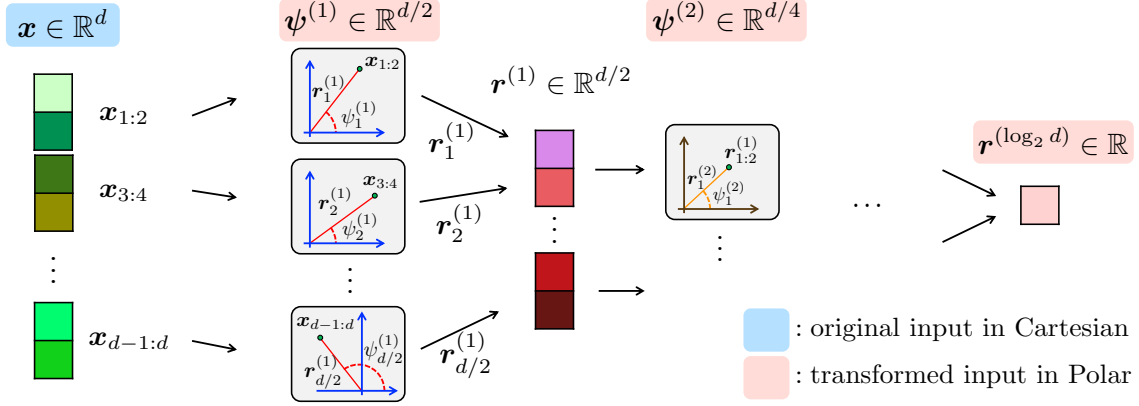 𝒙 ∈ ℝ^d
𝝍^(1) ∈ ℝ^{d/2}
𝝍^(2) ∈ ℝ^{d/4}
𝒙_{1:2}
𝒓_1^(1)
ψ_1^(1)
𝒙_{1:2}
𝒓_1^(1)
𝒓^(1) ∈ ℝ^{d/2}
𝒙_{3:4}
𝒓_2^(1)
ψ_2^(1)
𝒙_{3:4}
𝒓_2^(1)
𝒓_{1:2}^(1)
𝒓_1^(2)
ψ_1^(2)
…
𝒓^(log_2 d) ∈ ℝ
⋮
⋮
⋮
⋮
𝒙_{d−1:d}
𝒙_{d−1:d}
𝒓_{d/2}^(1)
ψ_{d/2}^(1)
𝒓_{d/2}^(1)
: original input in Cartesian
: transformed input in Polar